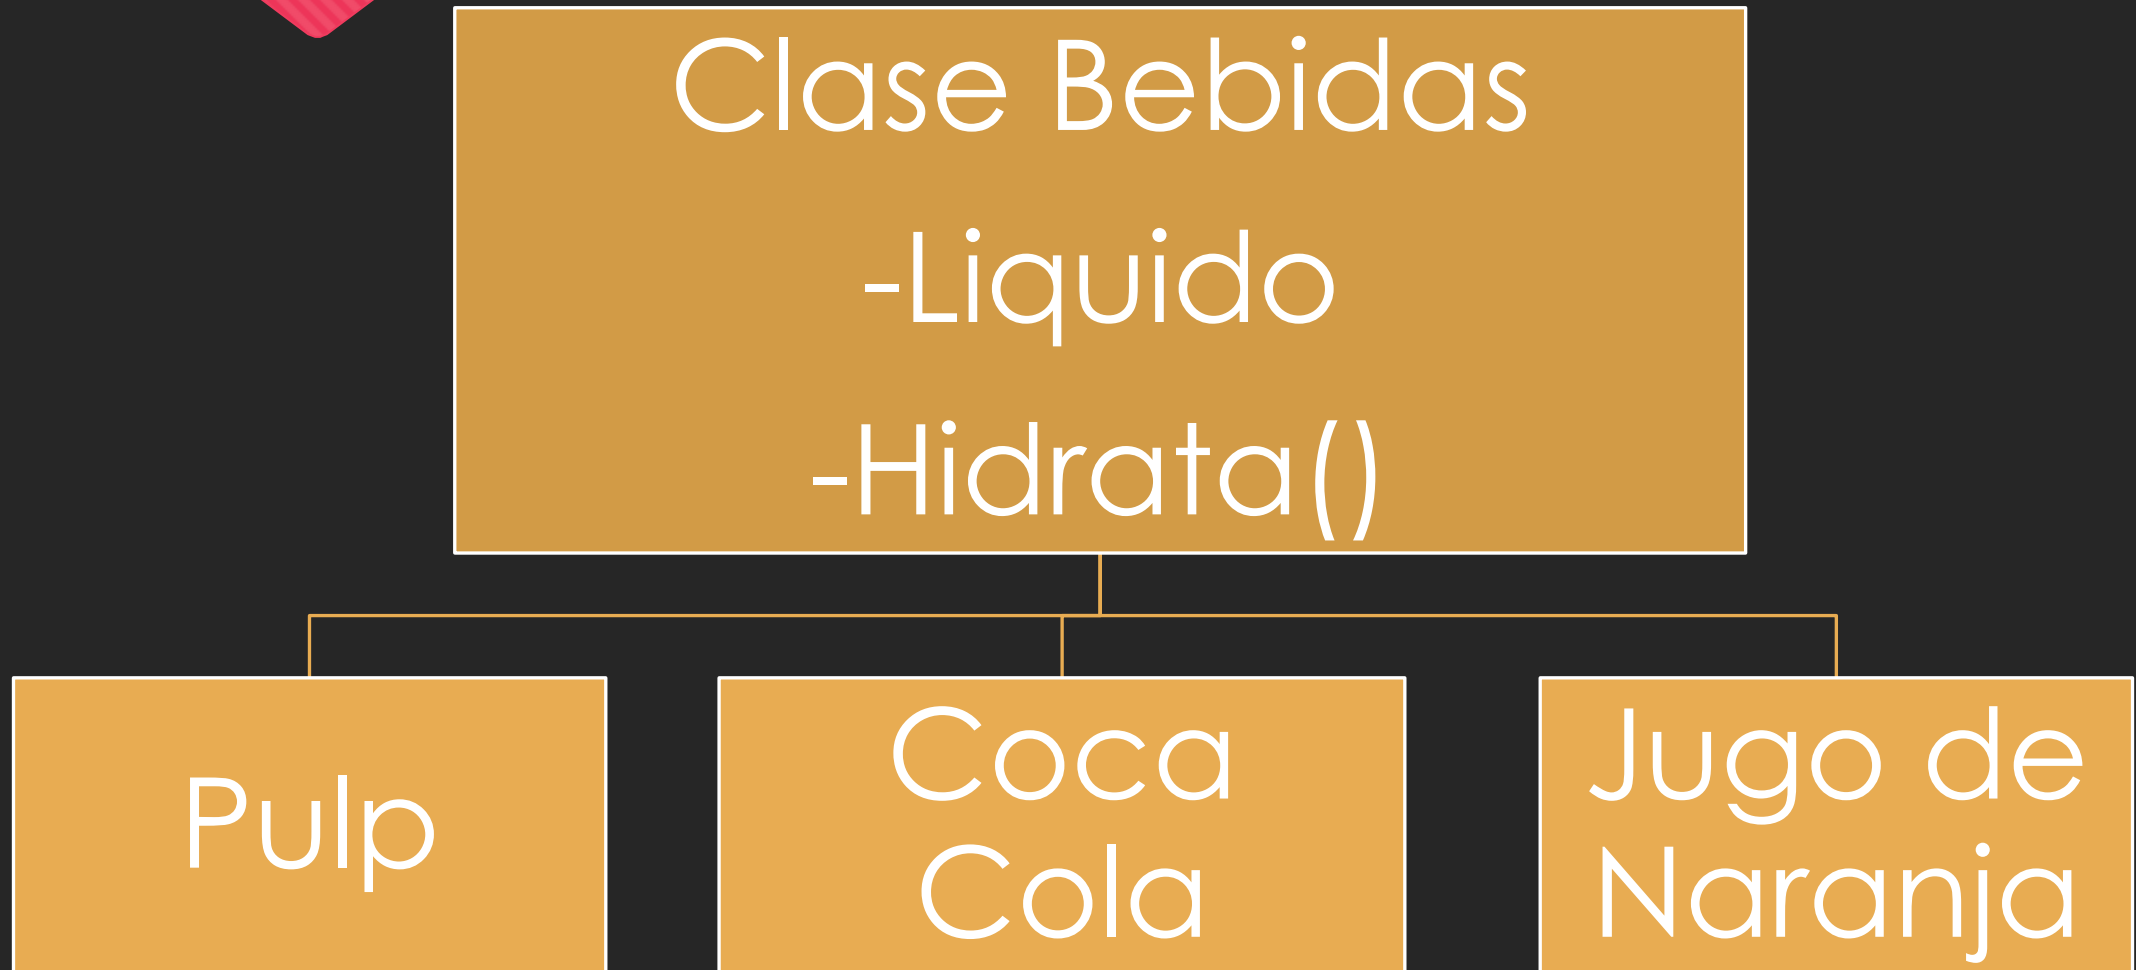 Clase Bebidas
-Liquido
-Hidrata()
Pulp
Coca
Cola
Jugo de
Naranja